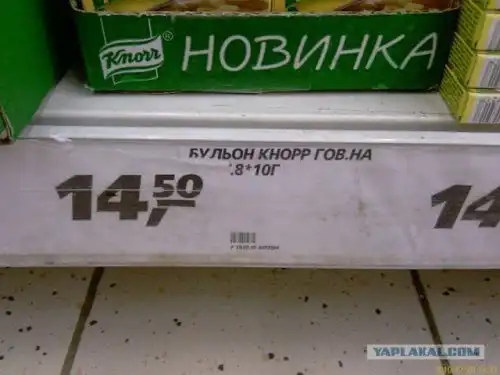 Knorr
НОВИНКА
БУЛЬОН КНОРР ГОВ.НА
8*10Г
14,50
14
YAPLAKAL.COM